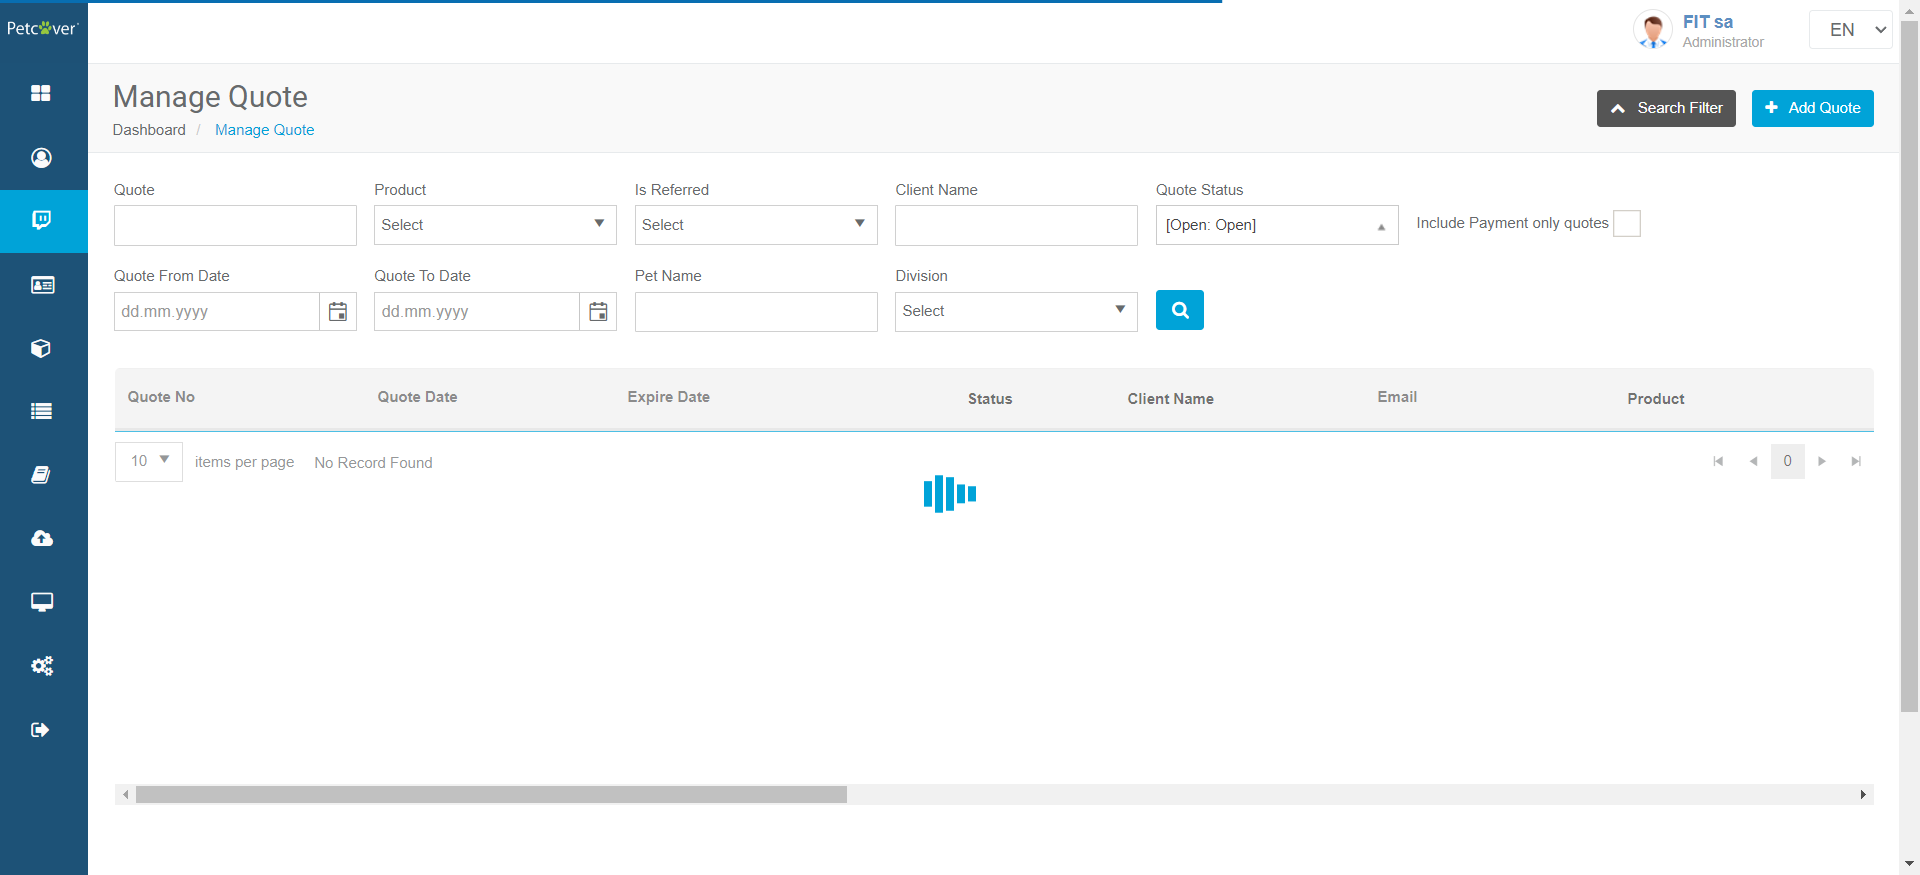 Petcover
FIT sa
Administrator
EN
Manage Quote
Dashboard / Manage Quote
Search Filter
Add Quote
Quote
Product
Is Referred
Client Name
Quote Status
Select
Select
[Open: Open]
Include Payment only quotes
Quote From Date
Quote To Date
Pet Name
Division
dd.mm.yyyy
dd.mm.yyyy
Select
Quote No
Quote Date
Expire Date
Status
Client Name
Email
Product
10
items per page
No Record Found
0